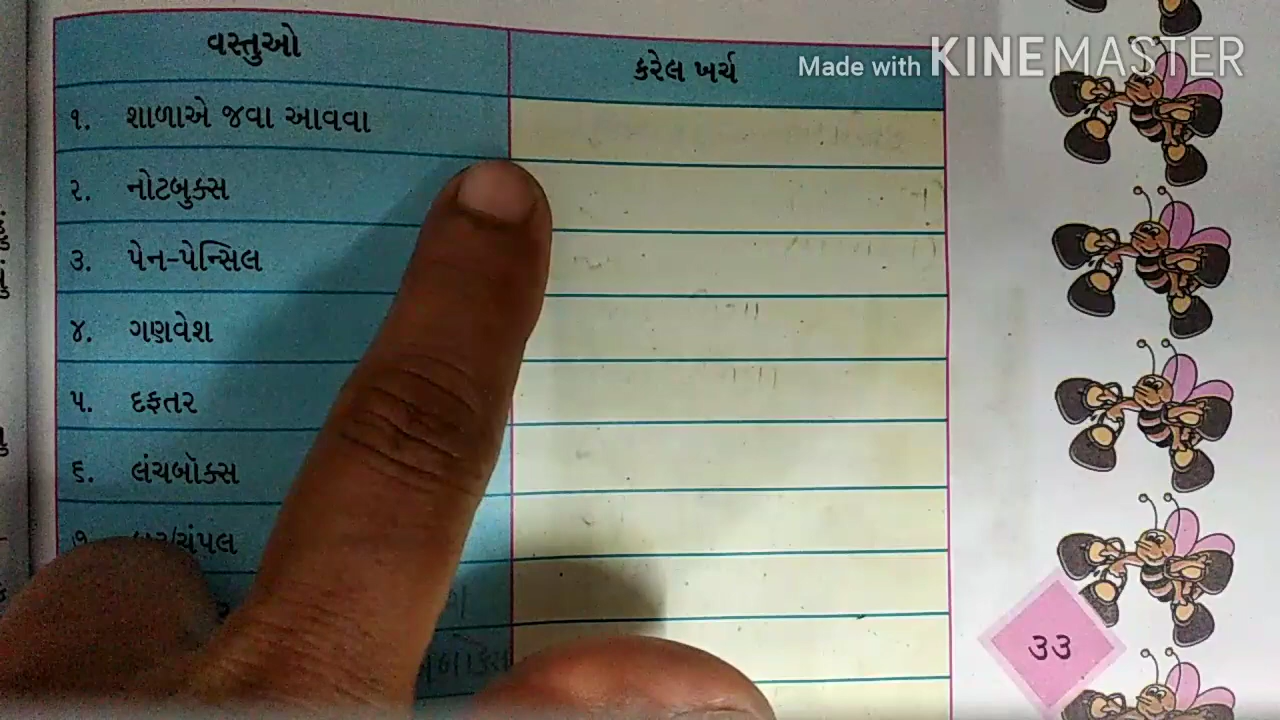 વસ્તુઓ
કરેલ ખર્ચ
Made with KINEMASTER
૧. શાળાએ જવા આવવા
૨. નોટબુક્સ
૩. પેન-પેન્સિલ
૪. ગણવેશ
૫. દફતર
૬. લંચબૉક્સ
૭. ચંપલ
૩૩